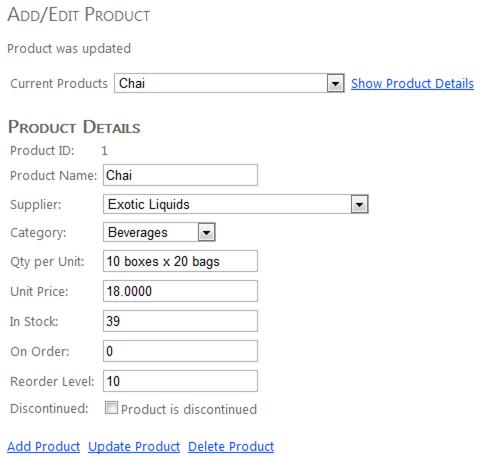 Add/Edit Product
Product was updated
Current Products Chai Show Product Details
Product Details
Product ID: 1
Product Name: Chai
Supplier: Exotic Liquids
Category: Beverages
Qty per Unit: 10 boxes x 20 bags
Unit Price: 18.0000
In Stock: 39
On Order: 0
Reorder Level: 10
Discontinued: Product is discontinued
Add Product Update Product Delete Product